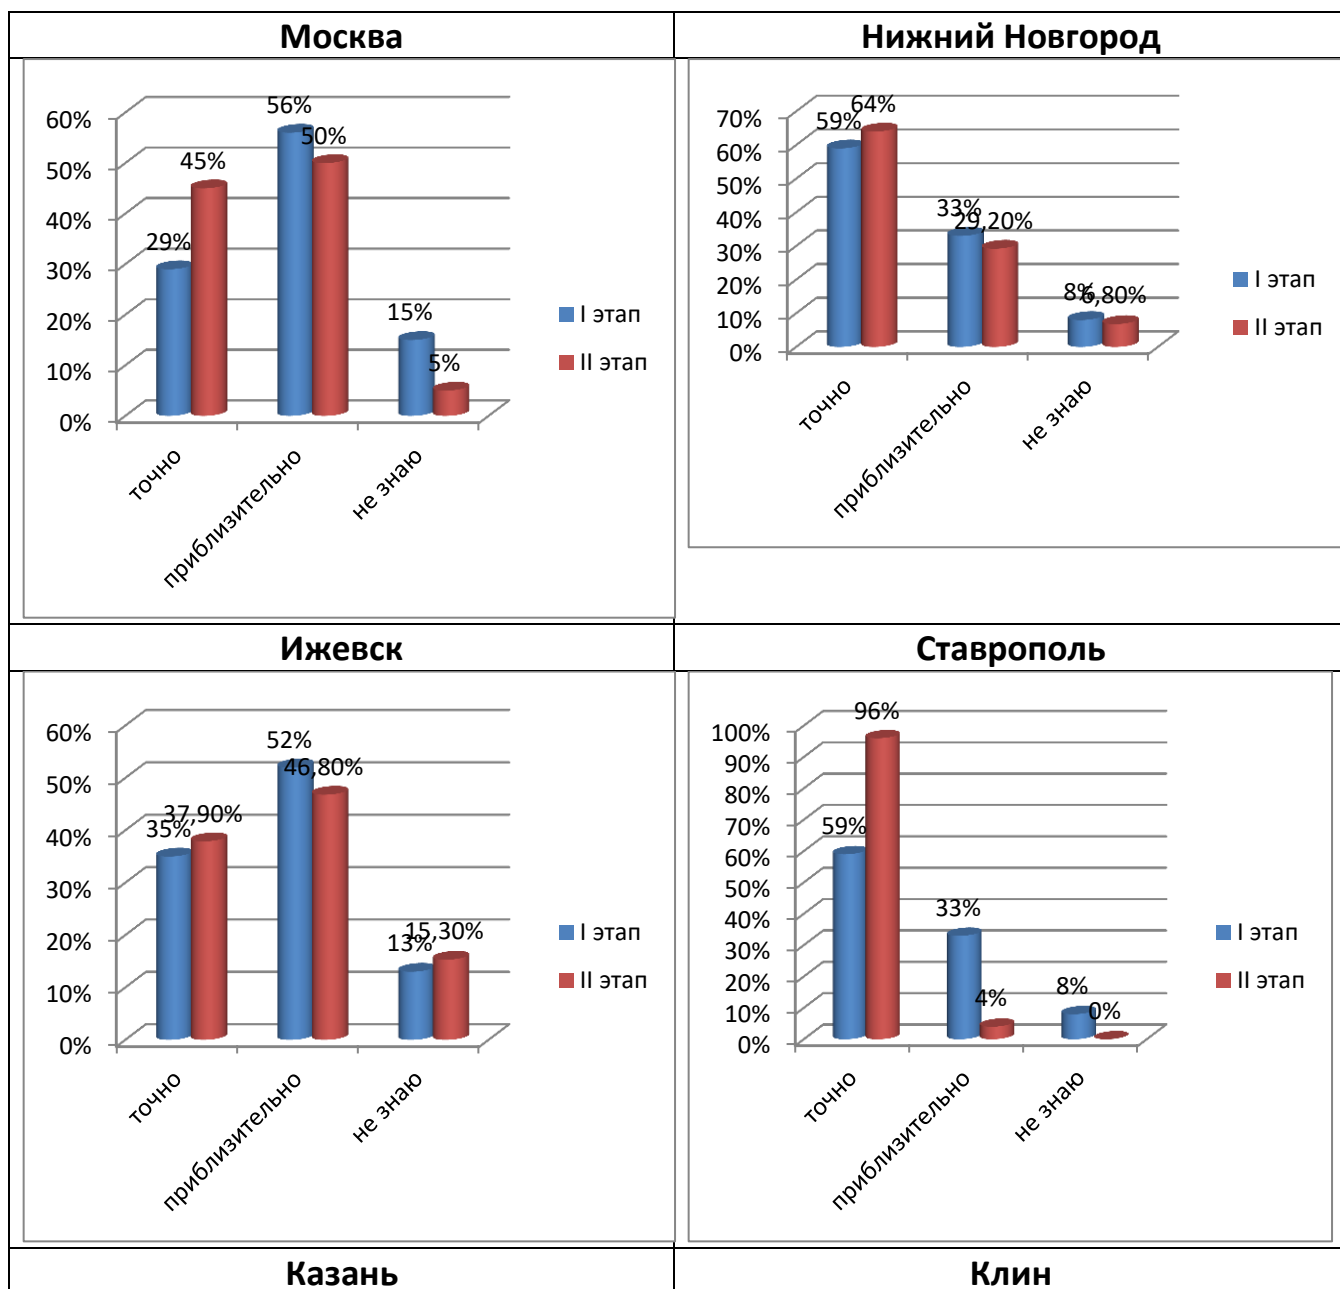 Москва
60%
50%
40%
30%
20%
10%
0%
29%
45%
56%
50%
15%
5%
точно
приблизительно
не знаю
I этап
II этап
Нижний Новгород
70%
60%
50%
40%
30%
20%
10%
0%
59%
64%
33%
29,20%
8%
6,80%
точно
приблизительно
не знаю
I этап
II этап
Ижевск
60%
50%
40%
30%
20%
10%
0%
35%
37,90%
52%
46,80%
13%
15,30%
точно
приблизительно
не знаю
I этап
II этап
Ставрополь
100%
90%
80%
70%
60%
50%
40%
30%
20%
10%
0%
59%
96%
33%
4%
8%
0%
точно
приблизительно
не знаю
I этап
II этап
Казань
Клин